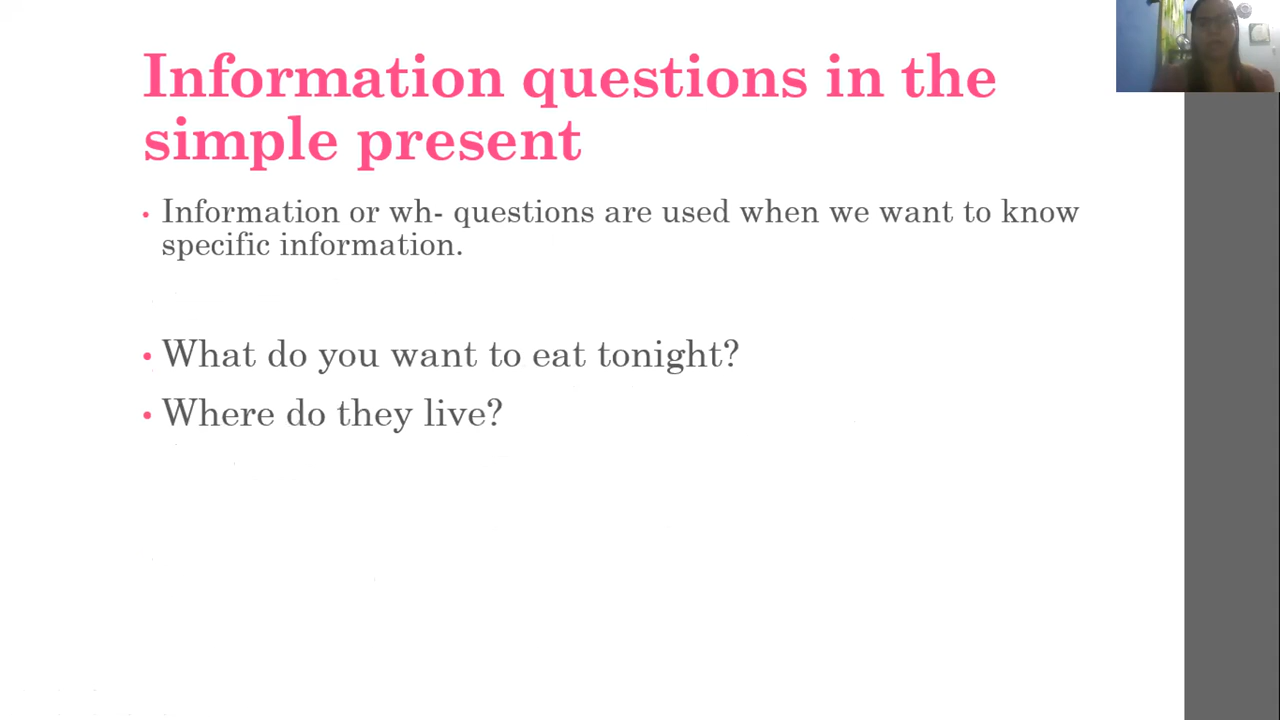 Information questions in the
simple present
• Information or wh- questions are used when we want to know
specific information.
• What do you want to eat tonight?
• Where do they live?